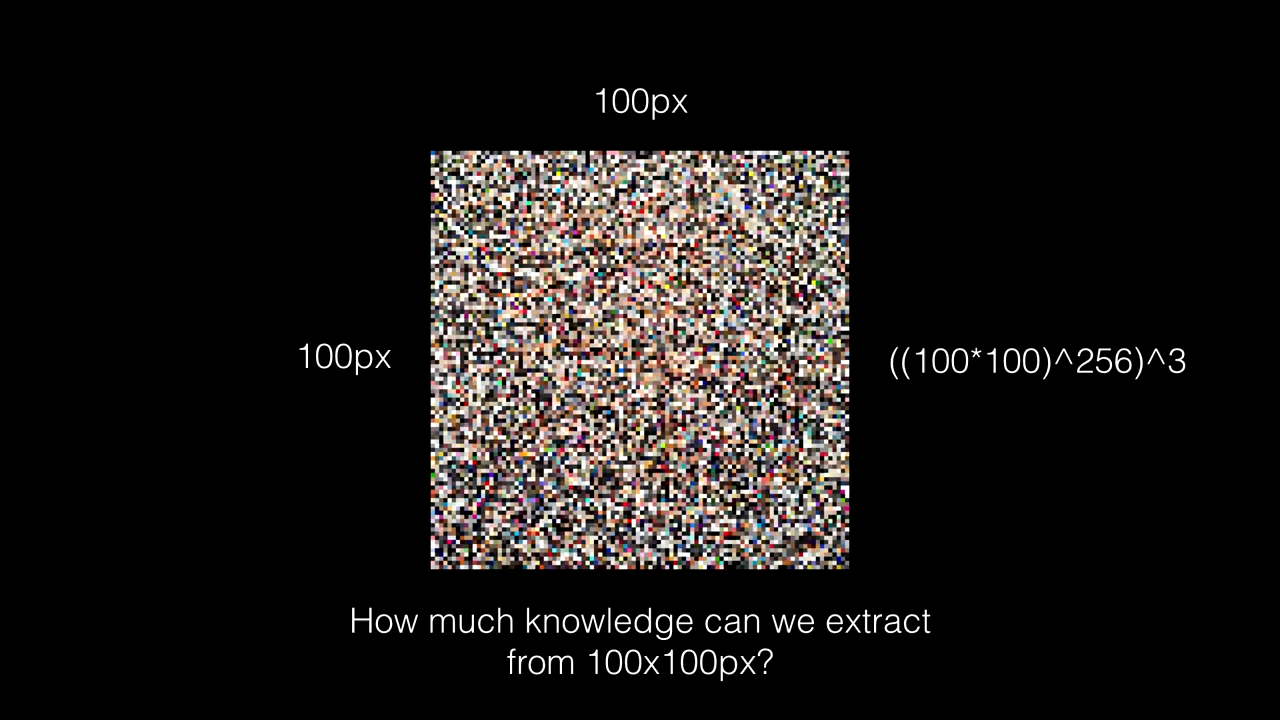 100px
100px
((100*100)^256)^3
How much knowledge can we extract
from 100x100px?